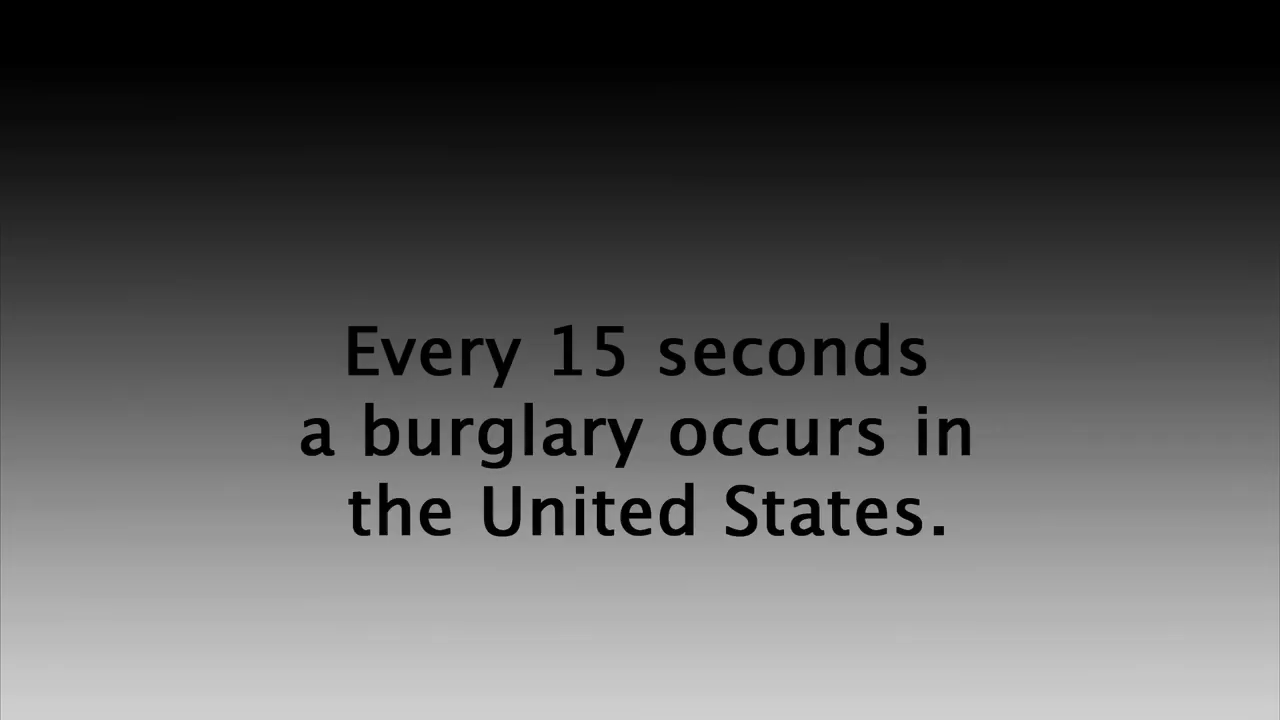 Every 15 seconds
a burglary occurs in
the United States.